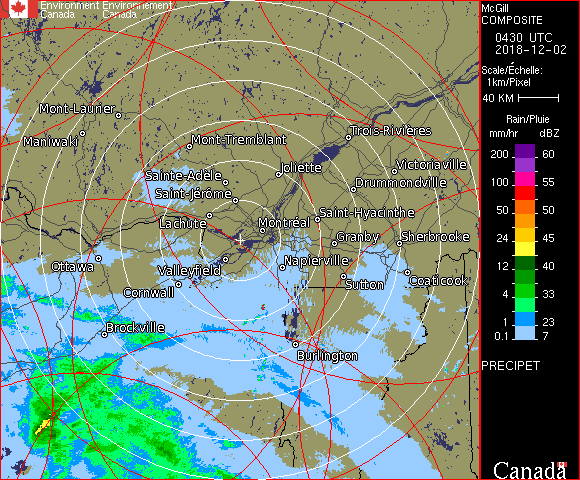 Environment Environnement
Canada Canada
Mont-Laurier
Maniwaki
Mont-Tremblant
Trois-Rivières
Joliette
Victoriaville
Sainte-Adèle
Drummondville
Saint-Jérôme
Lachute
Saint-Hyacinthe
Montréal
Granby
Sherbrooke
Ottawa
Valleyfield
Napierville
Coaticook
Cornwall
Sutton
Brockville
Burlington
McGill
COMPOSITE
0430 UTC
2018-12-02
Scale/Échelle:
1km/Pixel
40 KM
Rain/Pluie
mm/hr dBZ
200 60
100 55
50 50
24 45
12 40
4 33
1 23
0.1 7
PRECIPET
Canada